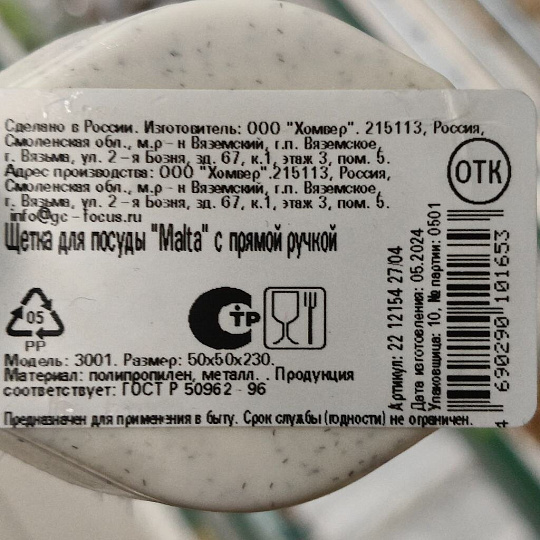 Сделано в России. Изготовитель: ООО "Хомвер". 215113, Россия,
Смоленская обл., м.р-н Вяземский, г.п. Вяземское,
г. Вязьма, ул. 2-я Бозня, зд. 67, к.1, этаж 3, пом. 5.
Адрес производства: ООО "Хомвер".215113, Россия,
Смоленская обл., м.р-н Вяземский, г.п. Вяземское,
г. Вязьма, ул. 2-я Бозня, зд. 67, к.1, этаж 3, пом. 5.
info@gc-focus.ru
Щетка для посуды "Malta" с прямой ручкой
05
PP
СТР
Модель: 3001. Размер: 50x50x230.
Материал: полипропилен, металл. . Продукция
соответствует: ГОСТ Р 50962-96
Предназначен для применения в быту. Срок службы (годности) не ограничен.
ОТК
Артикул: 22 12154 27/04
Дата изготовления: 05.2024
Упаковщица: 10, № партии: 0501
4 690290 101653